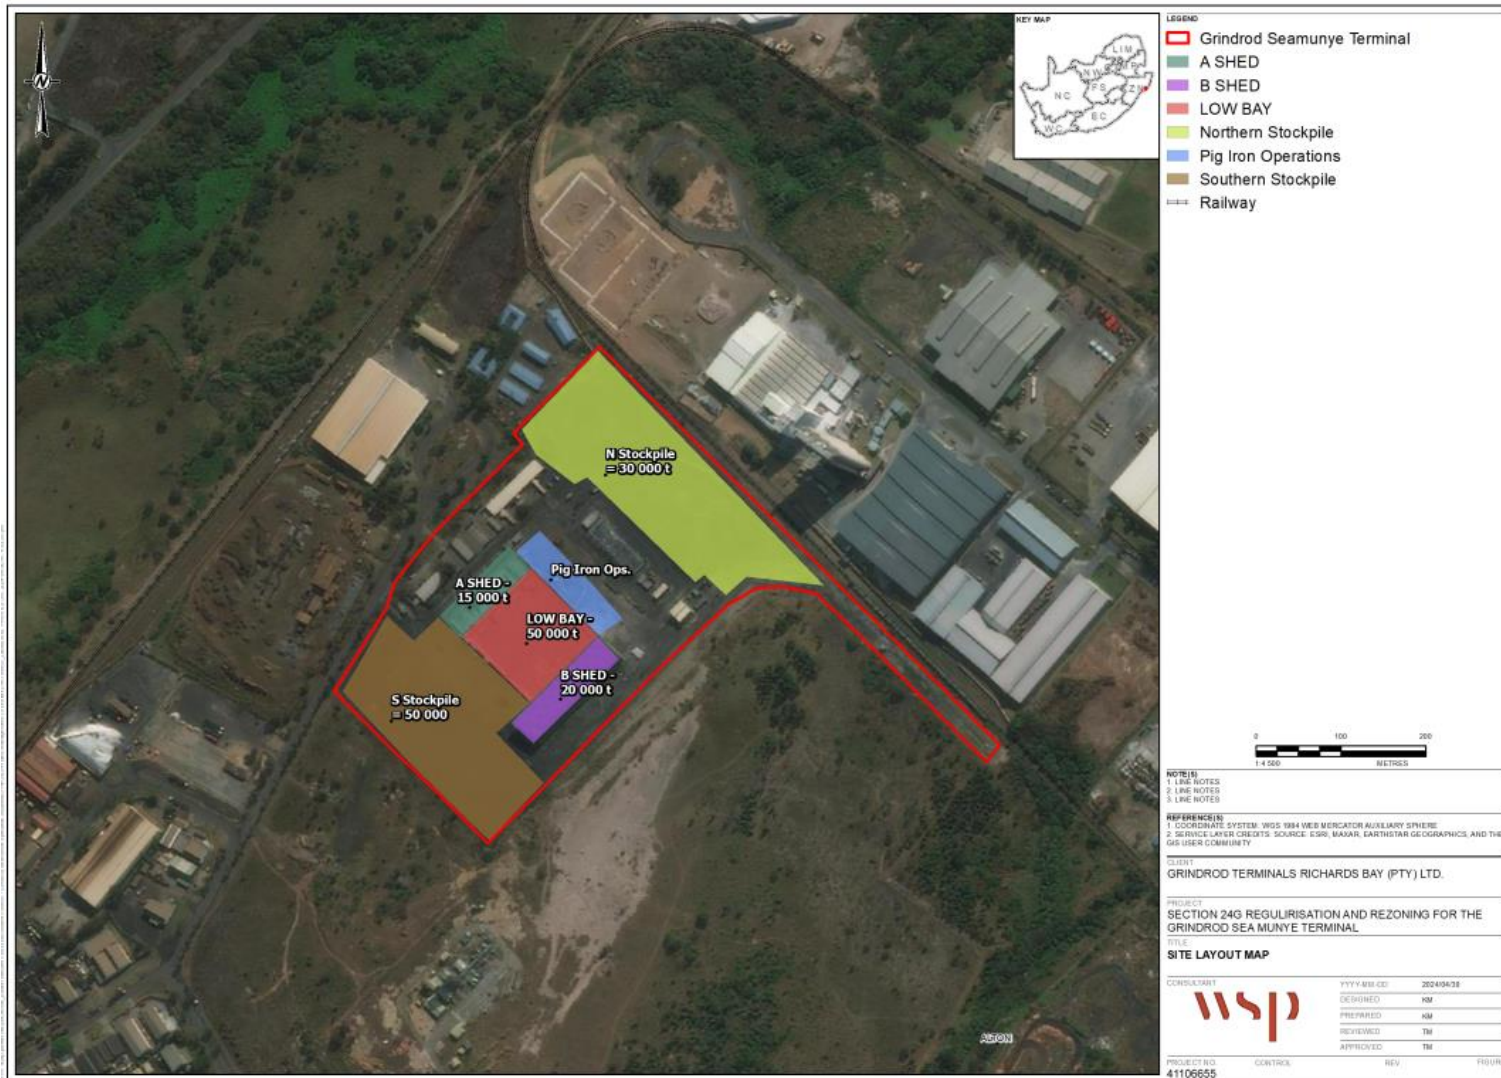 KEY MAP
LIM
NW
MP
NC
FS
KZN
EC
WC
N
N Stockpile
= 30 000 t
Pig Iron Ops.
A SHED -
15 000 t
LOW BAY -
50 000 t
B SHED -
20 000 t
S Stockpile
= 50 000
ALTON
LEGEND
Grindrod Seamunye Terminal
A SHED
B SHED
LOW BAY
Northern Stockpile
Pig Iron Operations
Southern Stockpile
Railway
0 100 200
1:4 500 METRES
NOTE(S)
1. LINE NOTES
2. LINE NOTES
3. LINE NOTES
REFERENCE(S)
1. COORDINATE SYSTEM: WGS 1984 WEB MERCATOR AUXILIARY SPHERE
2. SERVICE LAYER CREDITS: SOURCE: ESRI, MAXAR, EARTHSTAR GEOGRAPHICS, AND THE
GIS USER COMMUNITY
CLIENT
GRINDROD TERMINALS RICHARDS BAY (PTY) LTD.
PROJECT
SECTION 24G REGULIRISATION AND REZONING FOR THE
GRINDROD SEA MUNYE TERMINAL
TITLE
SITE LAYOUT MAP
CONSULTANT
wsp
YYYY-MM-DD 2024/04/30
DESIGNED KM
PREPARED KM
REVIEWED TM
APPROVED TM
PROJECT NO. CONTROL REV. FIGUR
41106655